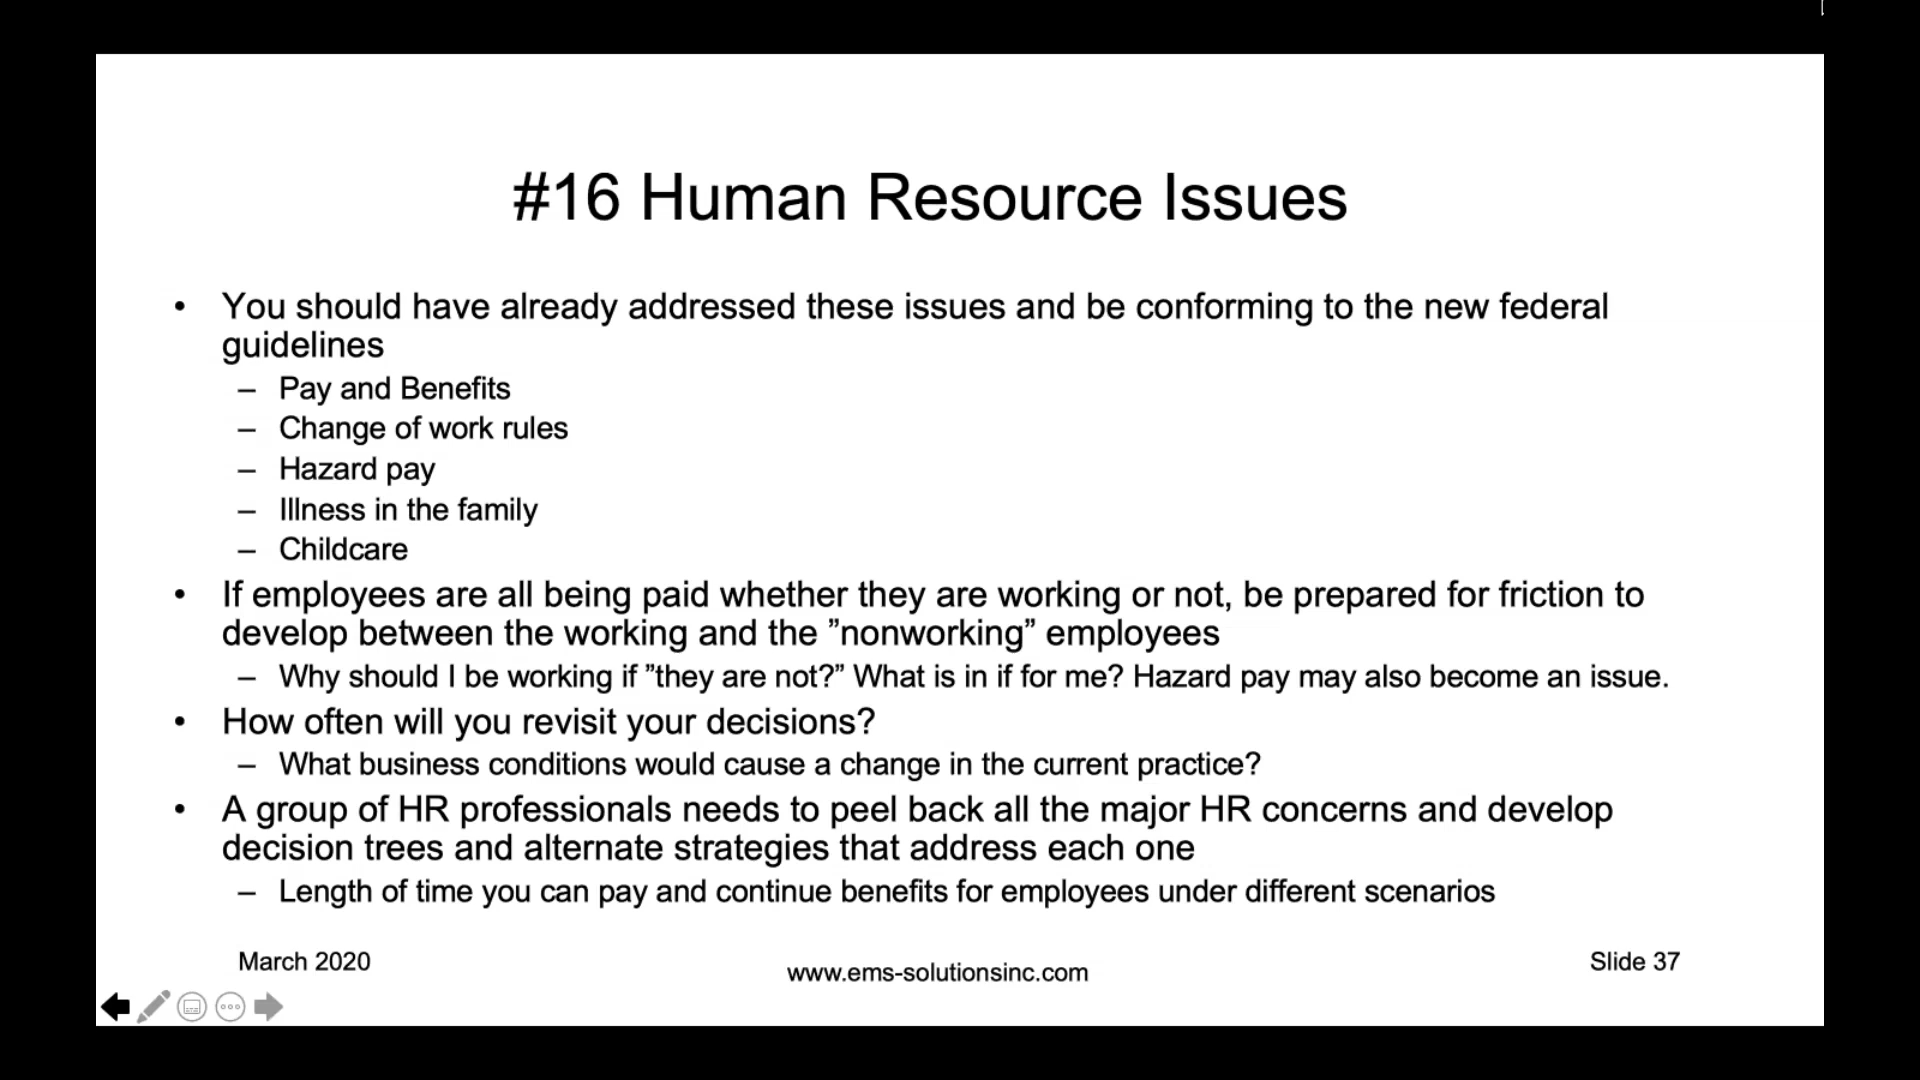 #16 Human Resource Issues
• You should have already addressed these issues and be conforming to the new federal
guidelines
– Pay and Benefits
– Change of work rules
– Hazard pay
– Illness in the family
– Childcare
• If employees are all being paid whether they are working or not, be prepared for friction to
develop between the working and the ”nonworking” employees
– Why should I be working if ”they are not?” What is in if for me? Hazard pay may also become an issue.
• How often will you revisit your decisions?
– What business conditions would cause a change in the current practice?
• A group of HR professionals needs to peel back all the major HR concerns and develop
decision trees and alternate strategies that address each one
– Length of time you can pay and continue benefits for employees under different scenarios
March 2020
www.ems-solutionsinc.com
Slide 37